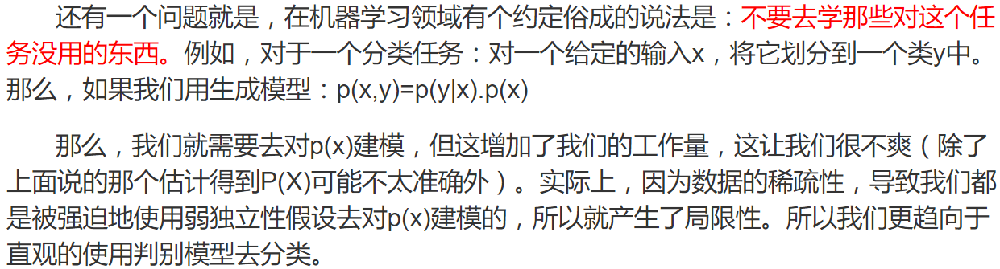 还有一个问题就是，在机器学习领域有个约定俗成的说法是：不要去学那些对这个任
务没用的东西。例如，对于一个分类任务：对一个给定的输入x，将它划分到一个类y中。
那么，如果我们用生成模型：p(x,y)=p(y|x).p(x)
那么，我们就需要去对p(x)建模，但这增加了我们的工作量，这让我们很不爽（除了
上面说的那个估计得到P(X)可能不太准确外）。实际上，因为数据的稀疏性，导致我们都
是被强迫地使用弱独立性假设去对p(x)建模的，所以就产生了局限性。所以我们更趋向于
直观的使用判别模型去分类。